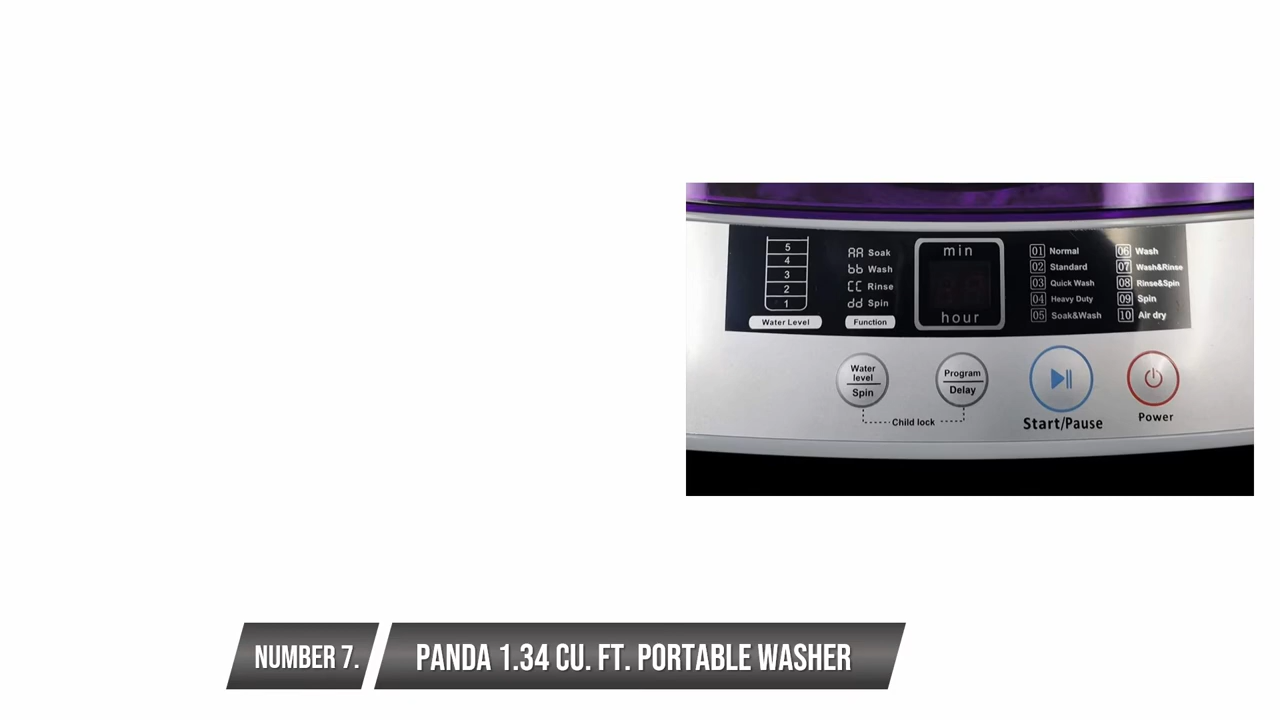 5
4
3
2
1
Water Level
AA Soak
bb Wash
CC Rinse
dd Spin
Function
min
hour
01 Normal
02 Standard
03 Quick Wash
04 Heavy Duty
05 Soak&Wash
06 Wash
07 Wash&Rinse
08 Rinse&Spin
09 Spin
10 Air dry
Water
level
Spin
Program
Delay
Child lock
Start/Pause
Power
NUMBER 7.
PANDA 1.34 CU. FT. PORTABLE WASHER